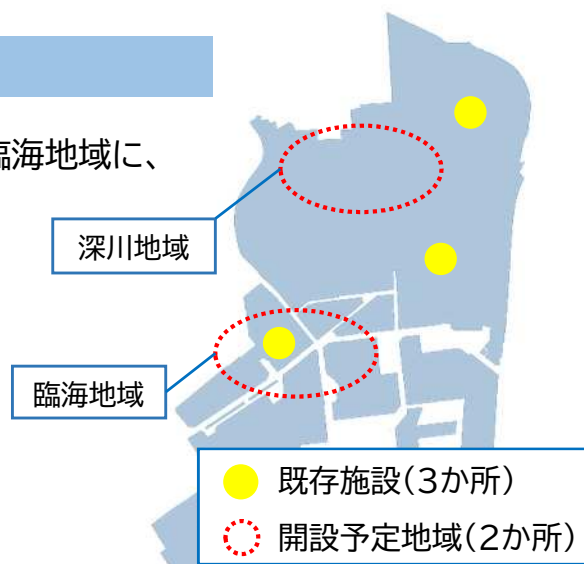 臨海地域に、
深川地域
臨海地域
既存施設(3か所)
開設予定地域(2か所)